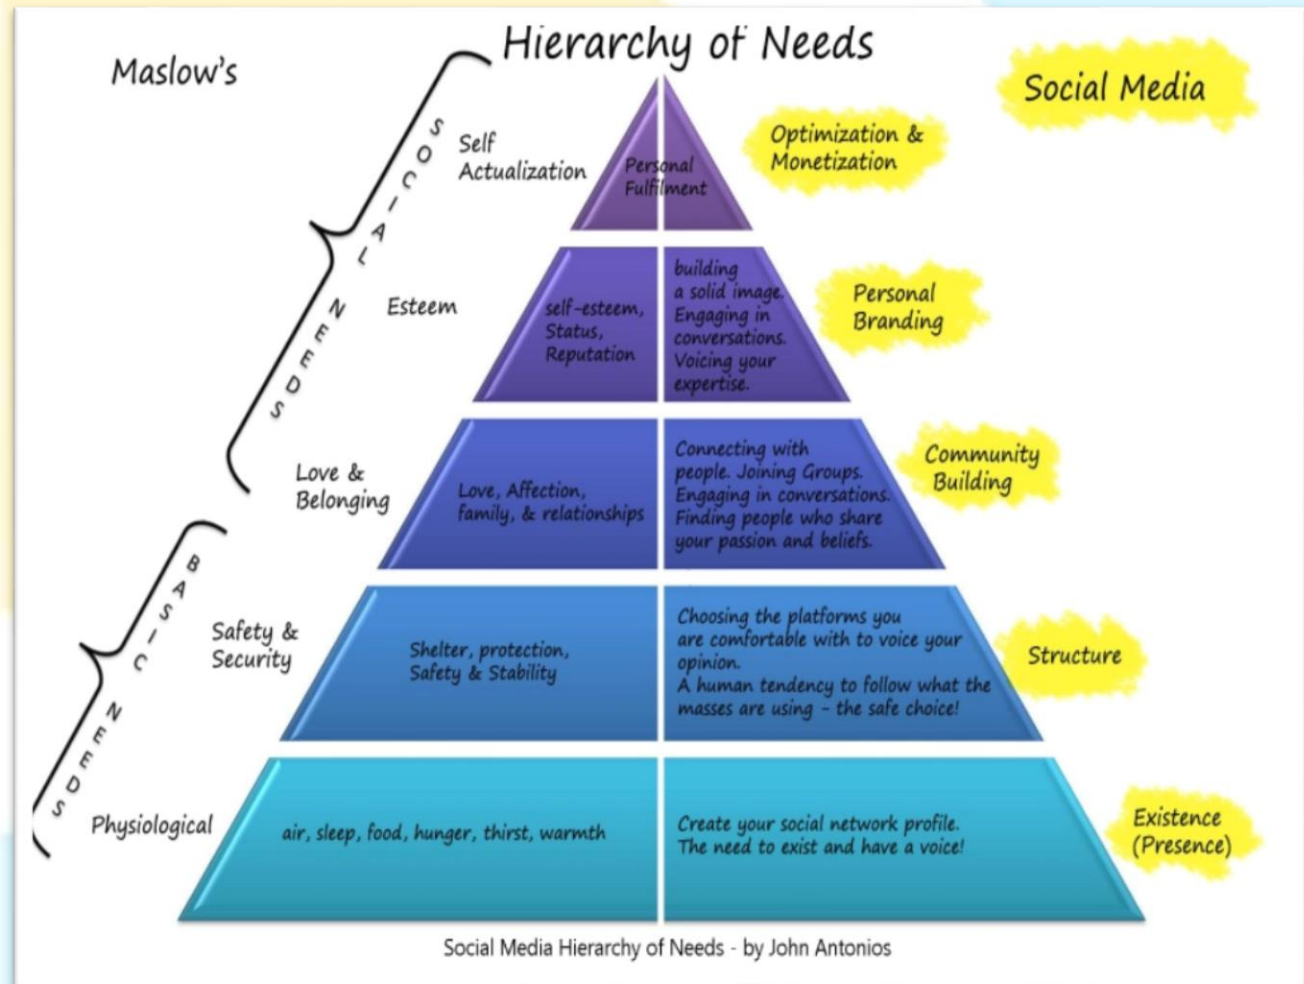 Hierarchy of Needs
Maslow's
Social Media
SOCIAL NEEDS
Self
Actualization
Personal
Fulfilment
Optimization &
Monetization
Esteem
self-esteem,
Status,
Reputation
building
a solid image.
Engaging in
conversations.
Voicing your
expertise.
Personal
Branding
Love &
Belonging
Love, Affection,
family, & relationships
Connecting with
people. Joining Groups.
Engaging in conversations.
Finding people who share
your passion and beliefs.
Community
Building
BASIC NEEDS
Safety &
Security
Shelter, protection,
Safety & Stability
Choosing the platforms you
are comfortable with to voice your
opinion.
A human tendency to follow what the
masses are using - the safe choice!
Structure
Physiological
air, sleep, food, hunger, thirst, warmth
Create your social network profile.
The need to exist and have a voice!
Existence
(Presence)
Social Media Hierarchy of Needs - by John Antonios